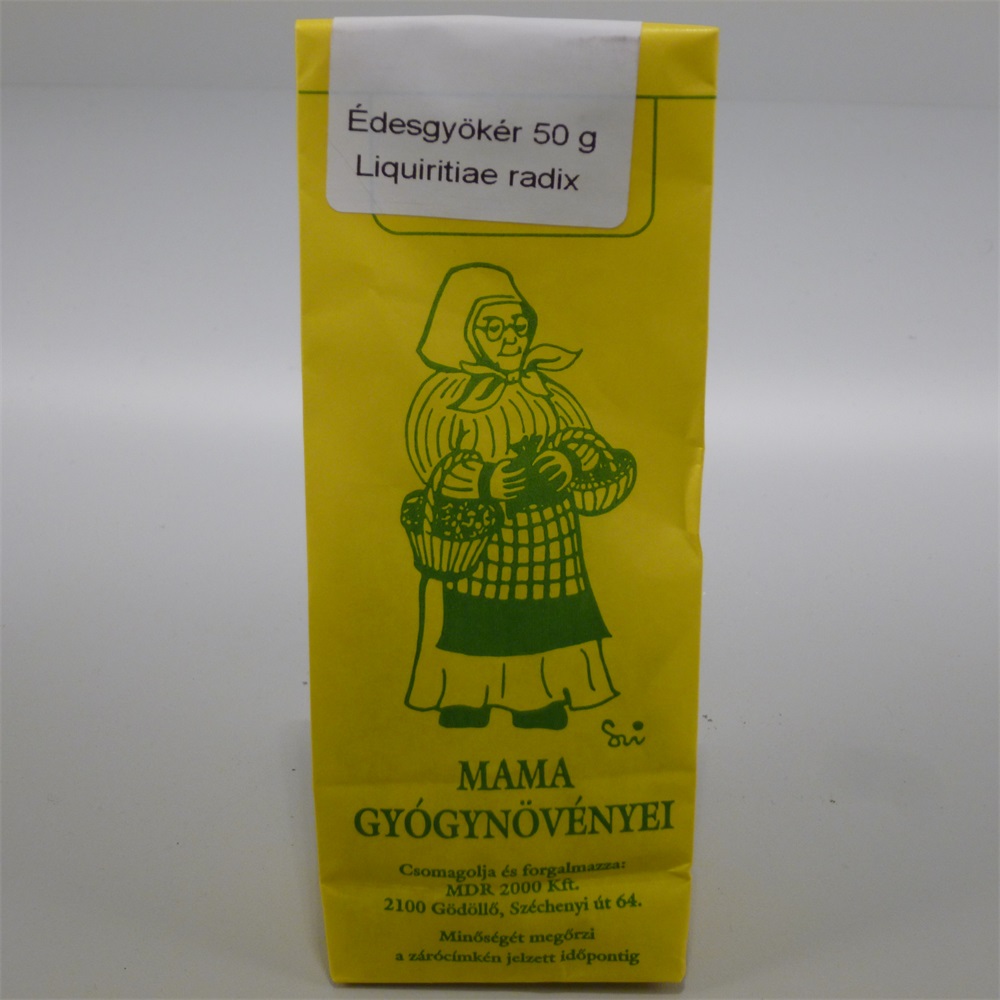 Édesgyökér 50 g
Liquiritiae radix
MAMA
GYÓGYNÖVÉNYEI
Csomagolja és forgalmazza:
MDR 2000 Kft.
2100 Gödöllő, Széchenyi út 64.
Minőségét megőrzi
a zárócímkén jelzett időpontig